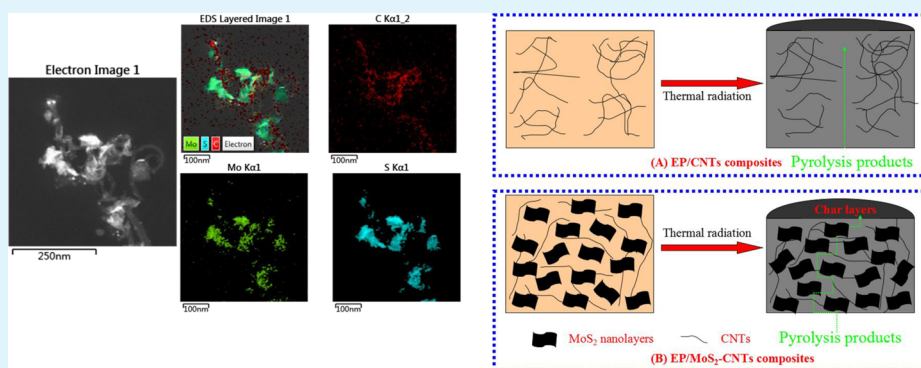 Electron Image 1
250nm
EDS Layered Image 1
Mo S C Electron
100nm
C Kα1_2
100nm
Mo Kα1
100nm
S Kα1
100nm
Thermal radiation
(A) EP/CNTs composites
Pyrolysis products
Thermal radiation
Char layers
MoS₂ nanolayers
CNTs
Pyrolysis products
(B) EP/MoS₂-CNTs composites